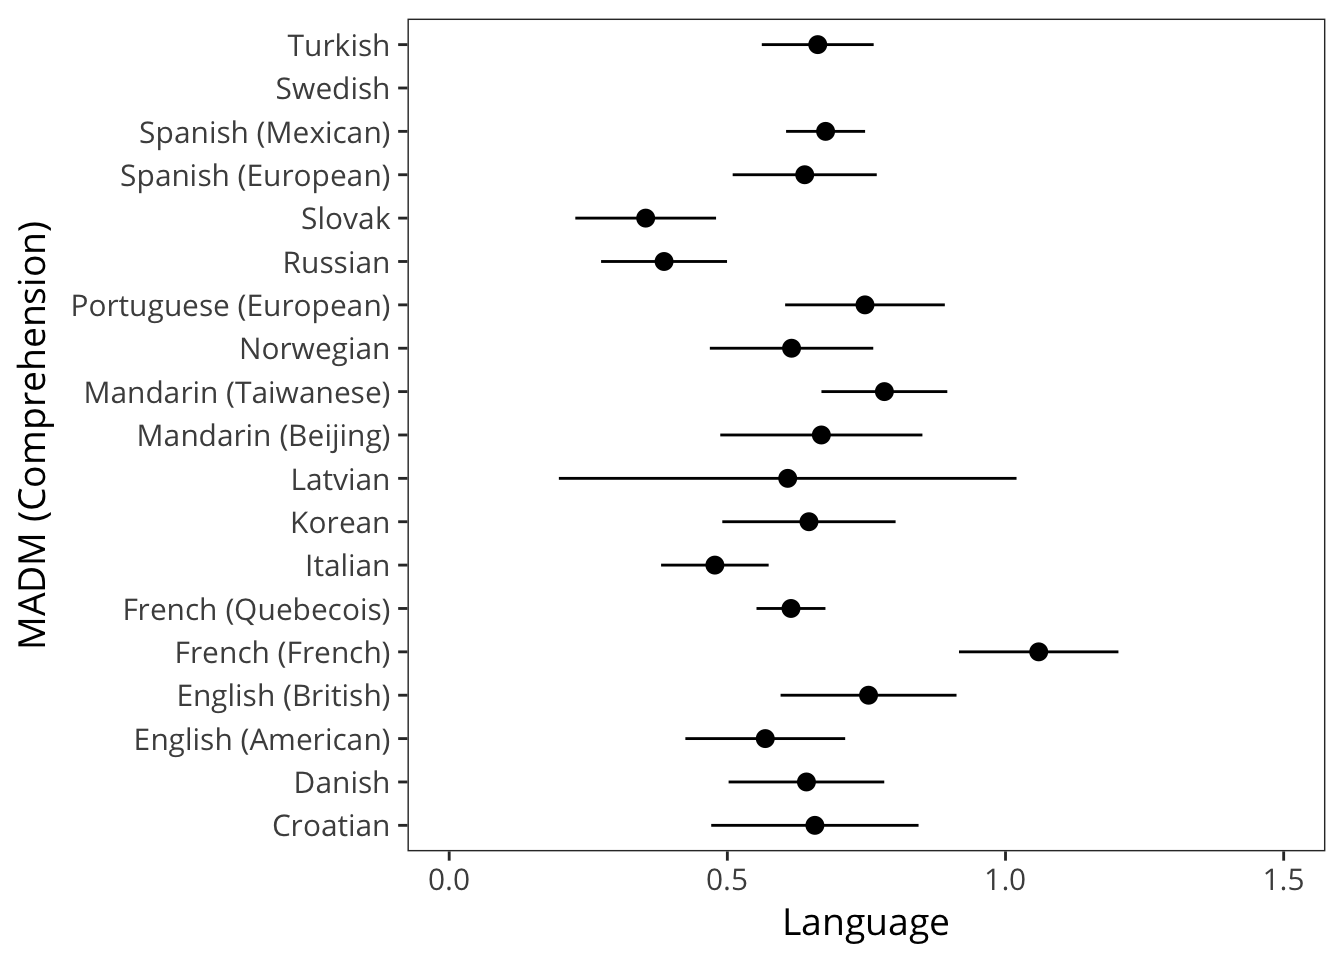 Turkish
Swedish
Spanish (Mexican)
Spanish (European)
Slovak
Russian
Portuguese (European)
Norwegian
Mandarin (Taiwanese)
Mandarin (Beijing)
Latvian
Korean
Italian
French (Quebecois)
French (French)
English (British)
English (American)
Danish
Croatian
MADM (Comprehension)
0.0 0.5 1.0 1.5
Language